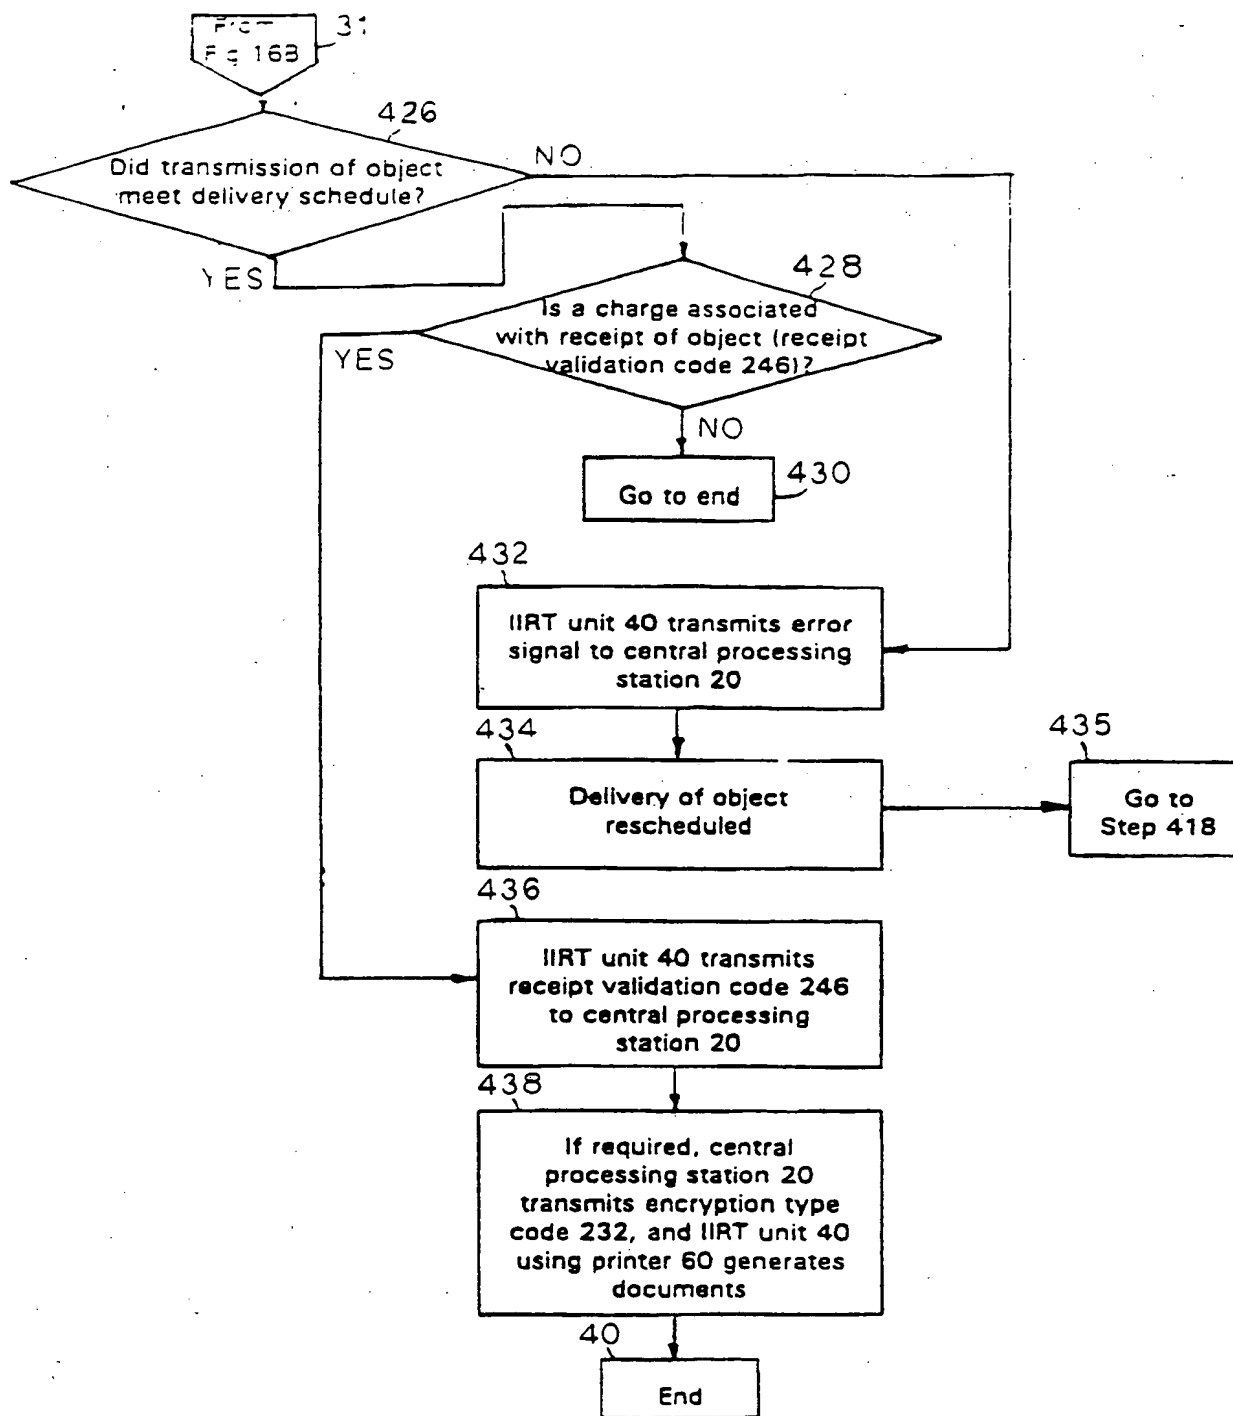 From
Fig 16B
31
426
Did transmission of object
meet delivery schedule?
NO
YES
428
Is a charge associated
with receipt of object (receipt
validation code 246)?
YES
NO
430
Go to end
432
IIRT unit 40 transmits error
signal to central processing
station 20
434
Delivery of object
rescheduled
435
Go to
Step 418
436
IIRT unit 40 transmits
receipt validation code 246
to central processing
station 20
438
If required, central
processing station 20
transmits encryption type
code 232, and IIRT unit 40
using printer 60 generates
documents
40
End